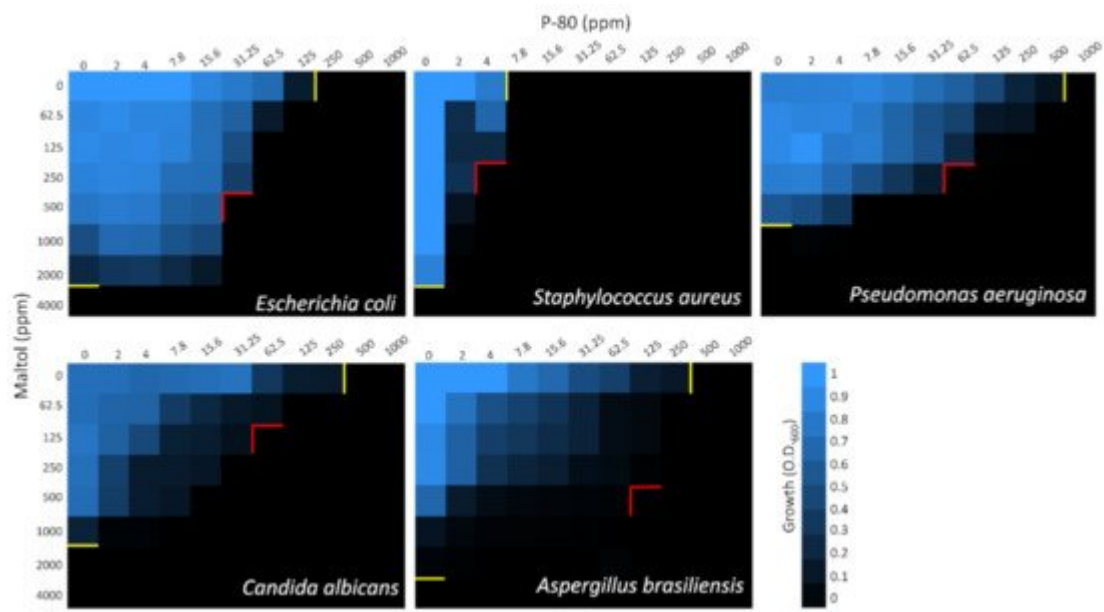 P-80 (ppm)
0 2 4 7.8 15.6 31.25 62.5 125 250 500 1000
0 2 4 7.8 15.6 31.25 62.5 125 250 500 1000
0 2 4 7.8 15.6 31.25 62.5 125 250 500 1000
Maltol (ppm)
0
62.5
125
250
500
1000
2000
4000
Escherichia coli
Staphylococcus aureus
Pseudomonas aeruginosa
0 2 4 7.8 15.6 31.25 62.5 125 250 500 1000
0 2 4 7.8 15.6 31.25 62.5 125 250 500 1000
0
62.5
125
250
500
1000
2000
4000
Candida albicans
Aspergillus brasiliensis
Growth (O.D.600)
1
0.9
0.8
0.7
0.6
0.5
0.4
0.3
0.2
0.1
0